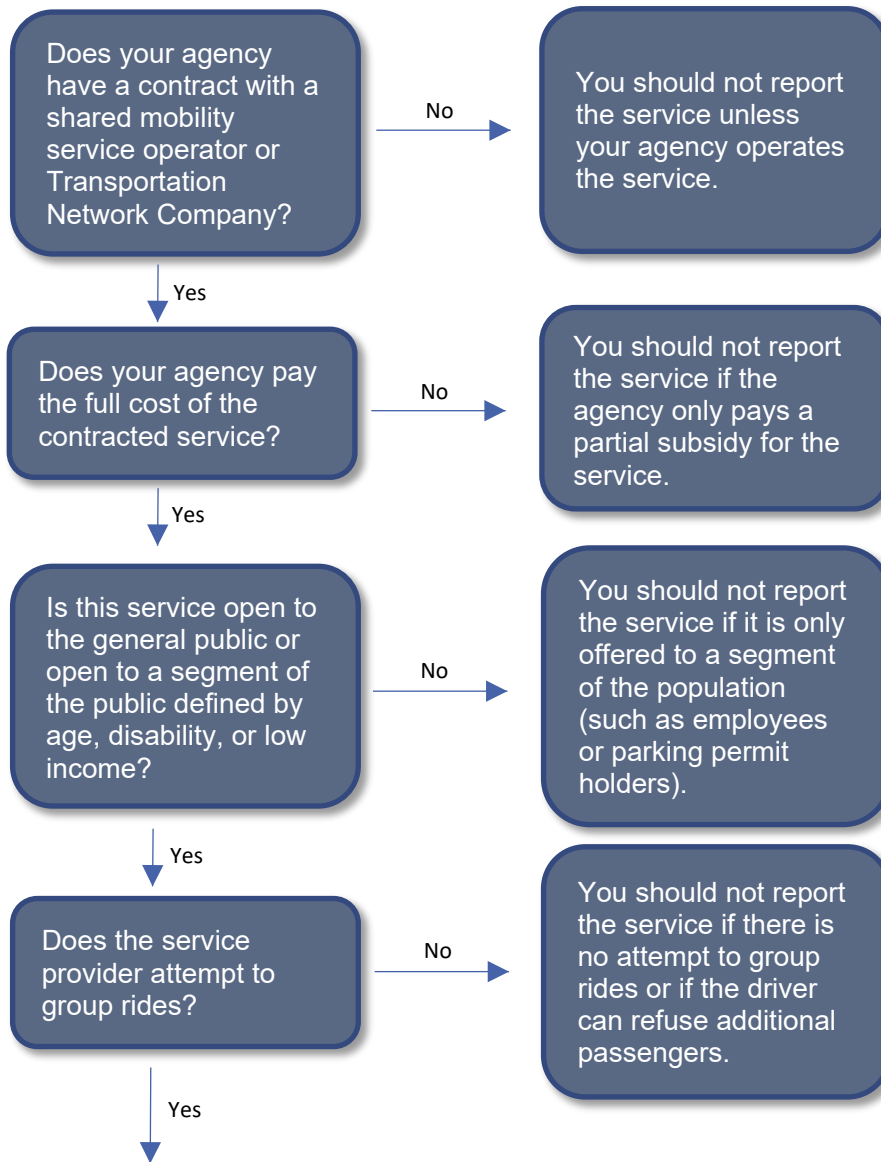 Does your agency
have a contract with a
shared mobility
service operator or
Transportation
Network Company?
No
You should not report
the service unless
your agency operates
the service.
Yes
Does your agency pay
the full cost of the
contracted service?
No
You should not report
the service if the
agency only pays a
partial subsidy for the
service.
Yes
Is this service open to
the general public or
open to a segment of
the public defined by
age, disability, or low
income?
No
You should not report
the service if it is only
offered to a segment
of the population
(such as employees
or parking permit
holders).
Yes
Does the service
provider attempt to
group rides?
No
You should not report
the service if there is
no attempt to group
rides or if the driver
can refuse additional
passengers.
Yes